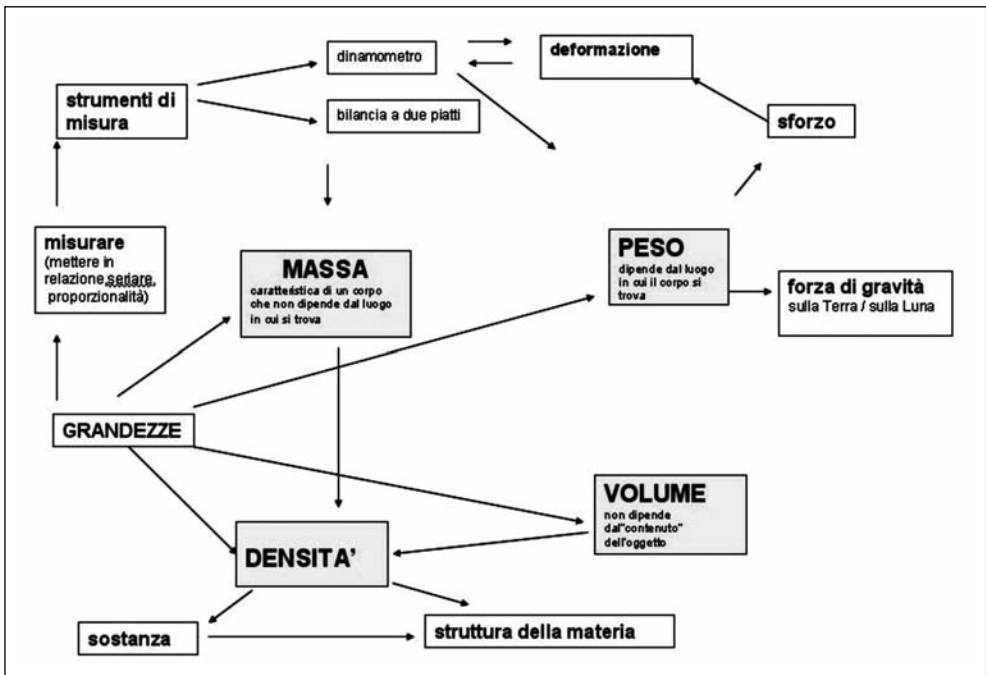 dinamometro
deformazione
strumenti di
misura
bilancia a due piatti
sforzo
misurare
(mettere in
relazione,seriare,
proporzionalità)
MASSA
caratteristica di un corpo
che non dipende dal luogo
in cui si trova
PESO
dipende dal luogo
in cui il corpo si
trova
forza di gravità
sulla Terra / sulla Luna
GRANDEZZE
VOLUME
non dipende
dal"contenuto"
dell'oggetto
DENSITA'
sostanza
struttura della materia